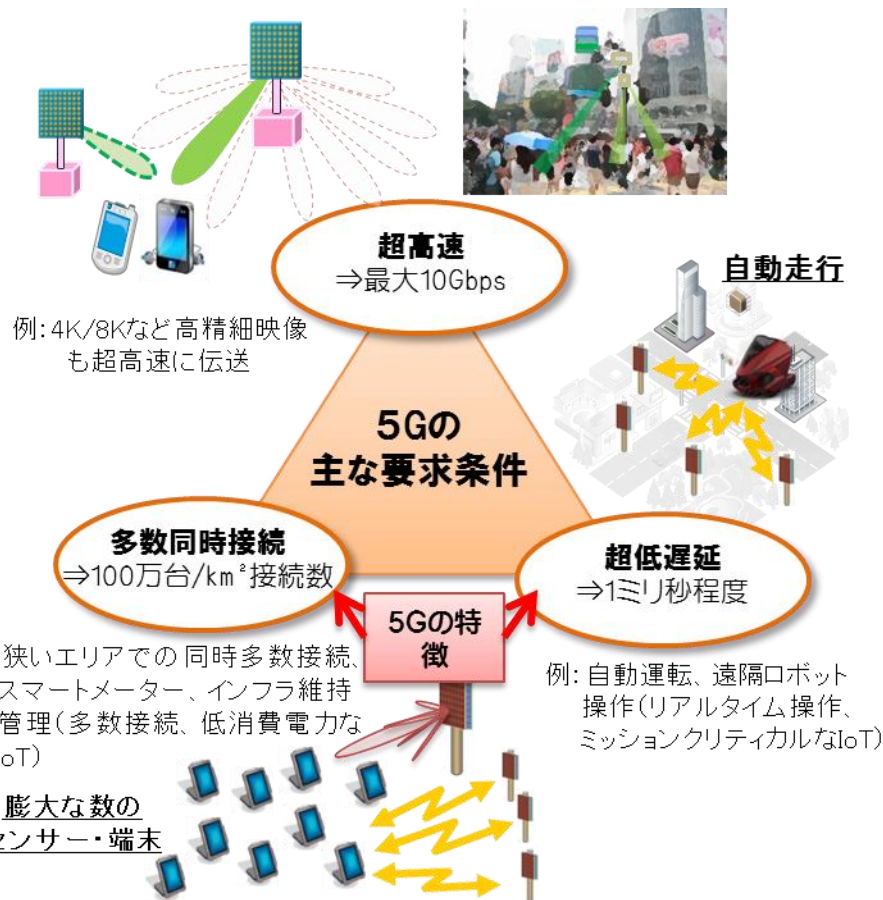 超高速
⇒最大10Gbps
例:4K/8Kなど高精細映像
も超高速に伝送
自動走行
5Gの
主な要求条件
多数同時接続
⇒100万台/km²接続数
超低遅延
⇒1ミリ秒程度
5Gの特
徴
狭いエリアでの同時多数接続、
スマートメーター、インフラ維持
管理(多数接続、低消費電力な
oT)
例:自動運転、遠隔ロボット
操作(リアルタイム操作、
ミッションクリティカルなIoT)
膨大な数の
センサー・端末